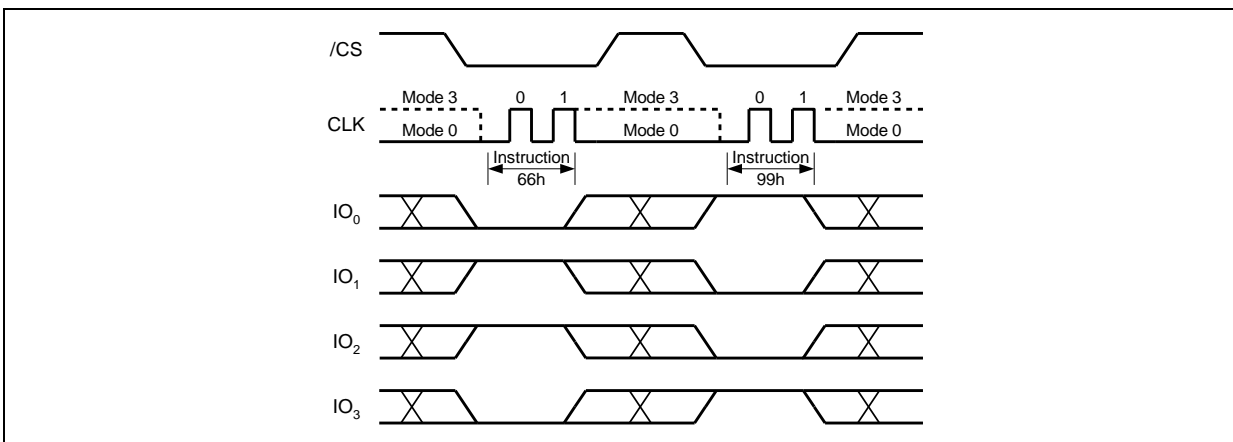 /CS
Mode 3 0 1 Mode 3 0 1 Mode 3
CLK
Mode 0 Mode 0 Mode 0
Instruction Instruction
66h 99h
IO0
IO1
IO2
IO3